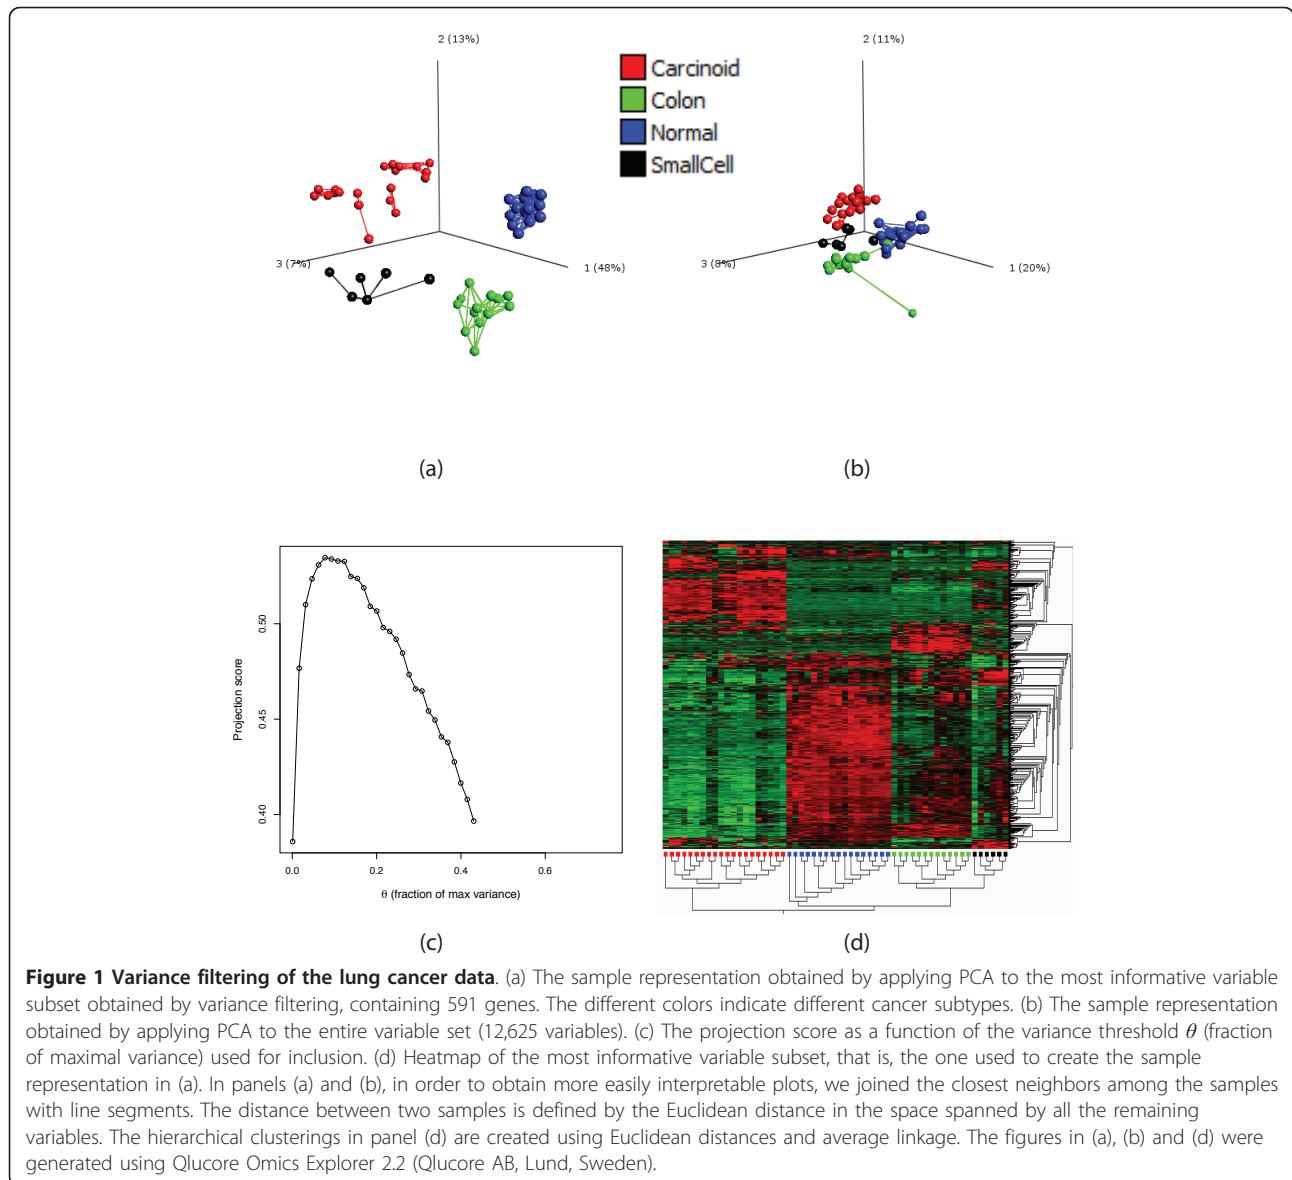 2 (13%)
3 (7%)
1 (48%)
Carcinoid
Colon
Normal
SmallCell
2 (11%)
3 (8%)
1 (20%)
(a)
(b)
Projection score
0.50
0.45
0.40
0.0
0.2
0.4
0.6
θ (fraction of max variance)
(c)
(d)
Figure 1 Variance filtering of the lung cancer data. (a) The sample representation obtained by applying PCA to the most informative variable
subset obtained by variance filtering, containing 591 genes. The different colors indicate different cancer subtypes. (b) The sample representation
obtained by applying PCA to the entire variable set (12,625 variables). (c) The projection score as a function of the variance threshold θ (fraction
of maximal variance) used for inclusion. (d) Heatmap of the most informative variable subset, that is, the one used to create the sample
representation in (a). In panels (a) and (b), in order to obtain more easily interpretable plots, we joined the closest neighbors among the samples
with line segments. The distance between two samples is defined by the Euclidean distance in the space spanned by all the remaining
variables. The hierarchical clusterings in panel (d) are created using Euclidean distances and average linkage. The figures in (a), (b) and (d) were
generated using Qlucore Omics Explorer 2.2 (Qlucore AB, Lund, Sweden).